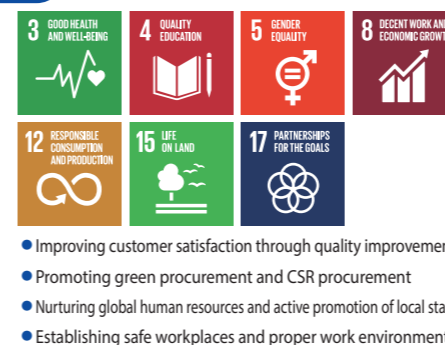 3 GOOD HEALTH
AND WELL-BEING
4 QUALITY
EDUCATION
5 GENDER
EQUALITY
8 DECENT WORK AND
ECONOMIC GROWTH
12 RESPONSIBLE
CONSUMPTION
AND PRODUCTION
15 LIFE
ON LAND
17 PARTNERSHIPS
FOR THE GOALS
● Improving customer satisfaction through quality improvemen
● Promoting green procurement and CSR procurement
● Nurturing global human resources and active promotion of local sta
● Establishing safe workplaces and proper work environment